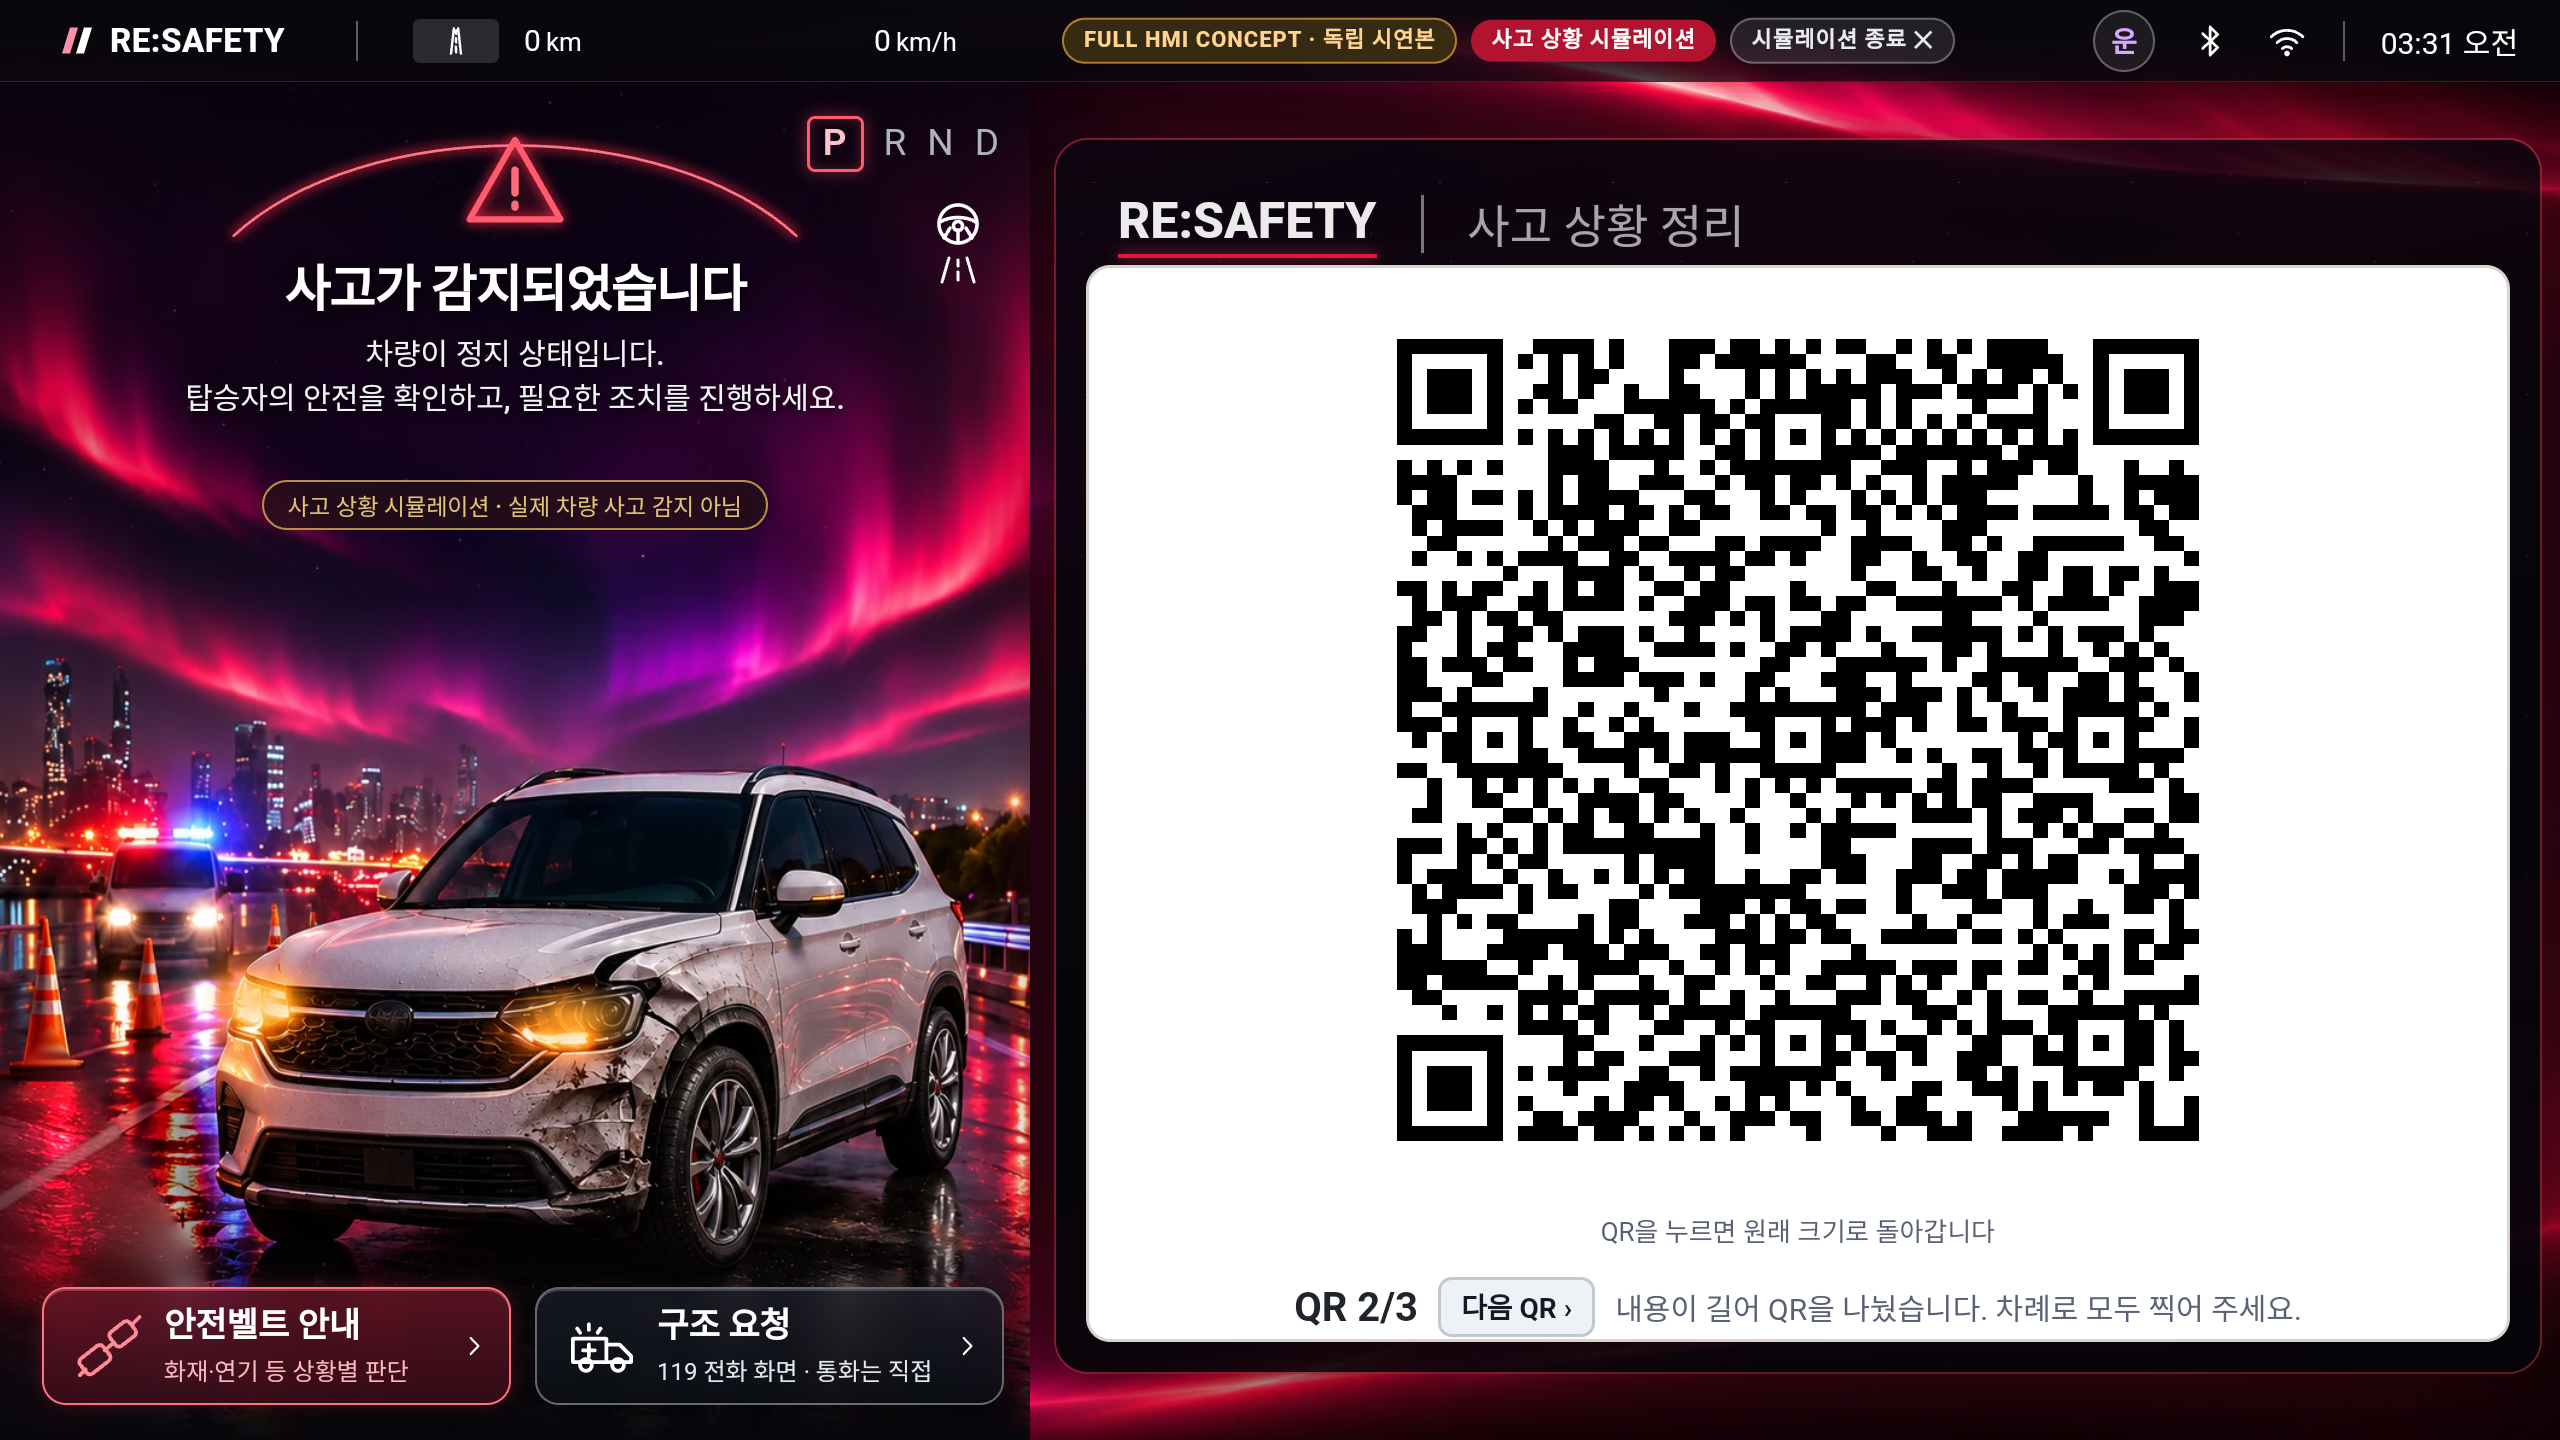 RE:SAFETY
0 km
0 km/h
FULL HMI CONCEPT · 독립 시연본
사고 상황 시뮬레이션
시뮬레이션 종료 ✕
운
03:31 오전
P R N D
사고가 감지되었습니다
차량이 정지 상태입니다.
탑승자의 안전을 확인하고, 필요한 조치를 진행하세요.
사고 상황 시뮬레이션 · 실제 차량 사고 감지 아님
안전벨트 안내
화재·연기 등 상황별 판단
구조 요청
119 전화 화면 · 통화는 직접
RE:SAFETY
사고 상황 정리
QR을 누르면 원래 크기로 돌아갑니다
QR 2/3
다음 QR ›
내용이 길어 QR을 나눴습니다. 차례로 모두 찍어 주세요.